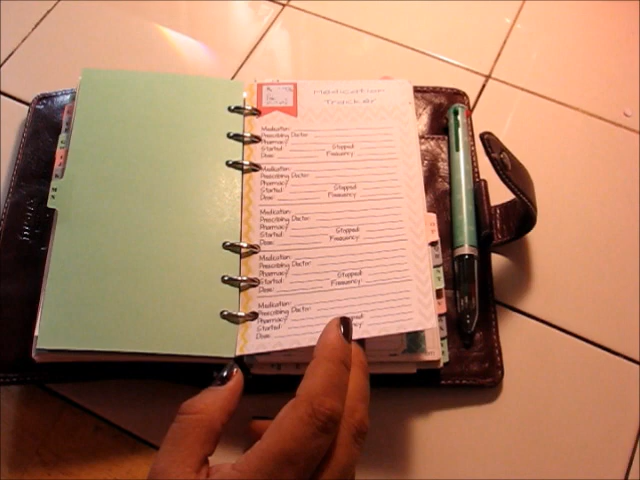 Medication
Tracker
Medication:
Prescribing Doctor:
Pharmacy:
Started: Stopped:
Dose: Frequency:
Medication:
Prescribing Doctor:
Pharmacy:
Started: Stopped:
Dose: Frequency:
Medication:
Prescribing Doctor:
Pharmacy:
Started: Stopped:
Dose: Frequency:
Medication:
Prescribing Doctor:
Pharmacy:
Started: Stopped:
Dose: Frequency:
Medication:
Prescribing Doctor:
Pharmacy:
Started:
Dose: